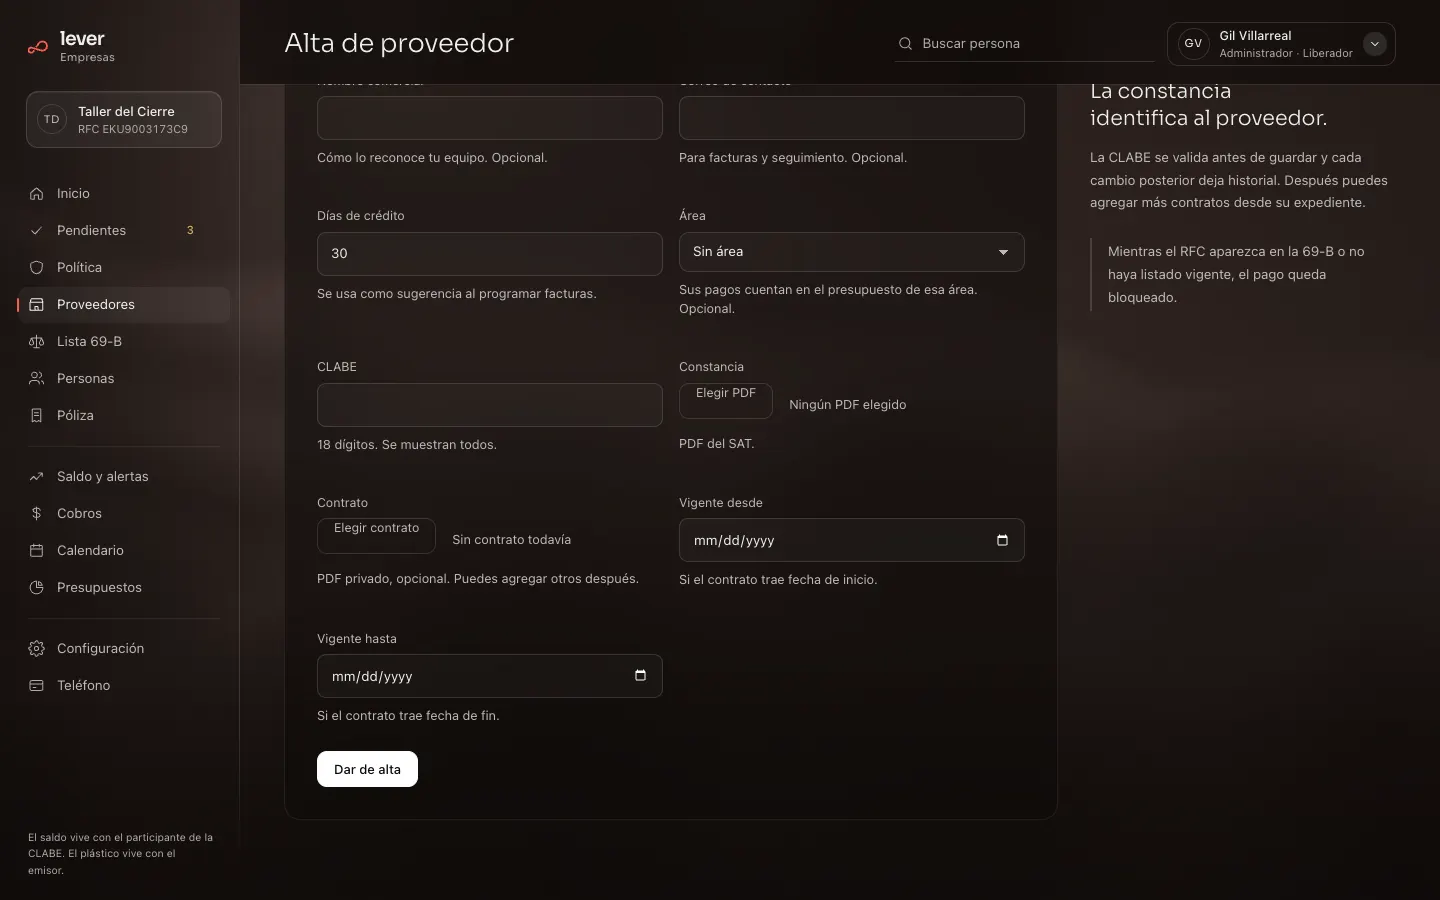 lever
Empresas
TD
Taller del Cierre
RFC EKU9003173C9
Inicio
Pendientes 3
Política
Proveedores
Lista 69-B
Personas
Póliza
Saldo y alertas
Cobros
Calendario
Presupuestos
Configuración
Teléfono
El saldo vive con el participante de la
CLABE. El plástico vive con el
emisor.
Alta de proveedor
Buscar persona
GV
Gil Villarreal
Administrador · Liberador
Cómo lo reconoce tu equipo. Opcional.
Para facturas y seguimiento. Opcional.
Días de crédito
30
Se usa como sugerencia al programar facturas.
Área
Sin área
Sus pagos cuentan en el presupuesto de esa área.
Opcional.
CLABE
18 dígitos. Se muestran todos.
Constancia
Elegir PDF
Ningún PDF elegido
PDF del SAT.
Contrato
Elegir contrato
Sin contrato todavía
PDF privado, opcional. Puedes agregar otros después.
Vigente desde
mm/dd/yyyy
Si el contrato trae fecha de inicio.
Vigente hasta
mm/dd/yyyy
Si el contrato trae fecha de fin.
Dar de alta
La constancia
identifica al proveedor.
La CLABE se valida antes de guardar y cada
cambio posterior deja historial. Después puedes
agregar más contratos desde su expediente.
Mientras el RFC aparezca en la 69-B o no
haya listado vigente, el pago queda
bloqueado.